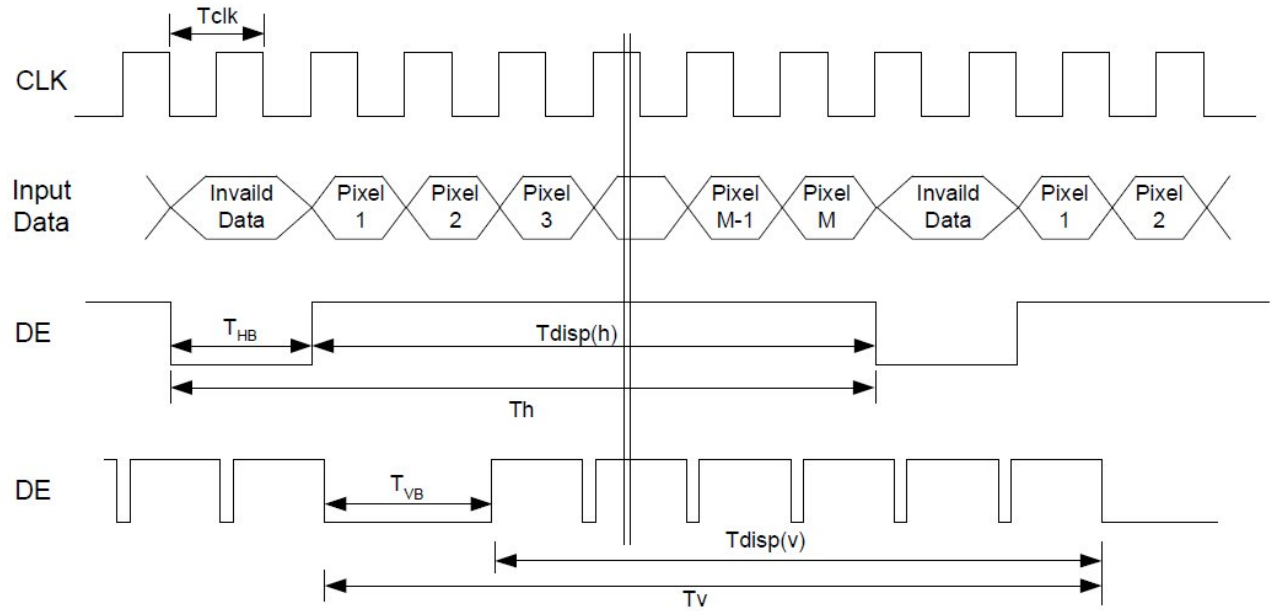 Tclk
CLK
Input
Data
Invaild
Data
Pixel
1
Pixel
2
Pixel
3
Pixel
M-1
Pixel
M
Invaild
Data
Pixel
1
Pixel
2
DE
THB
Tdisp(h)
Th
DE
TVB
Tdisp(v)
Tv